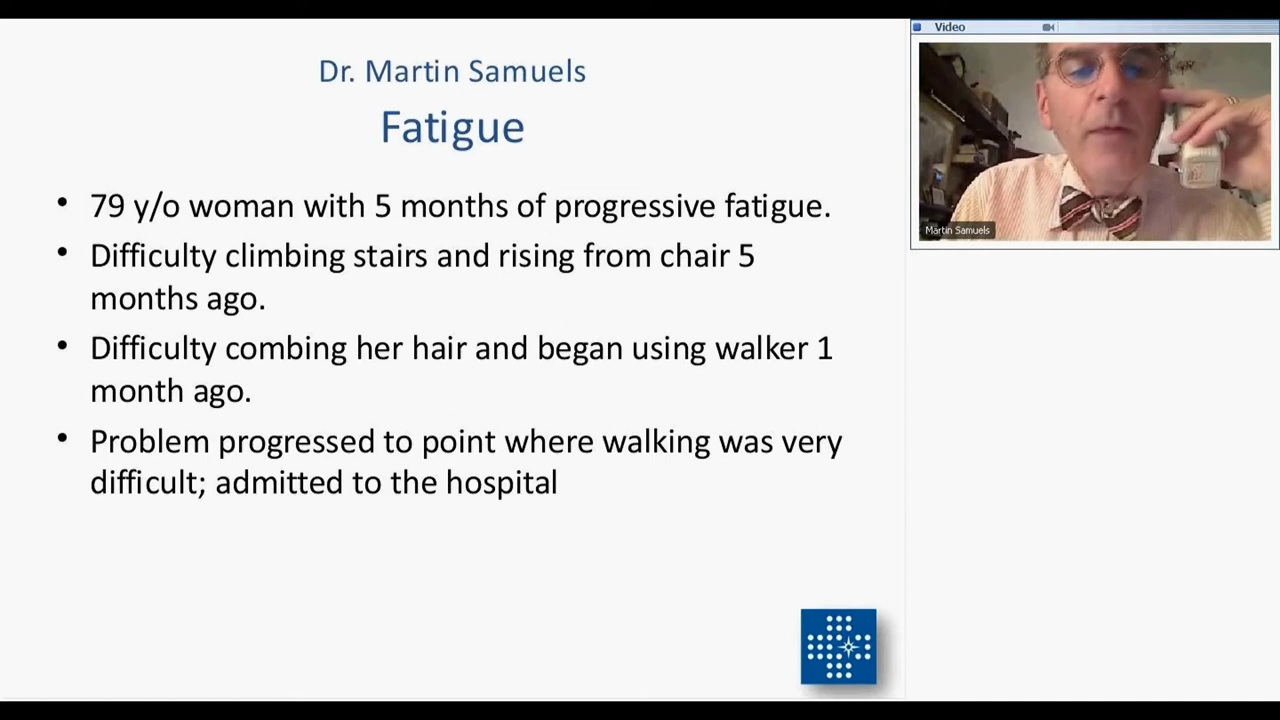 Dr. Martin Samuels
Fatigue
• 79 y/o woman with 5 months of progressive fatigue.
• Difficulty climbing stairs and rising from chair 5
months ago.
• Difficulty combing her hair and began using walker 1
month ago.
• Problem progressed to point where walking was very
difficult; admitted to the hospital
Video
Martin Samuels